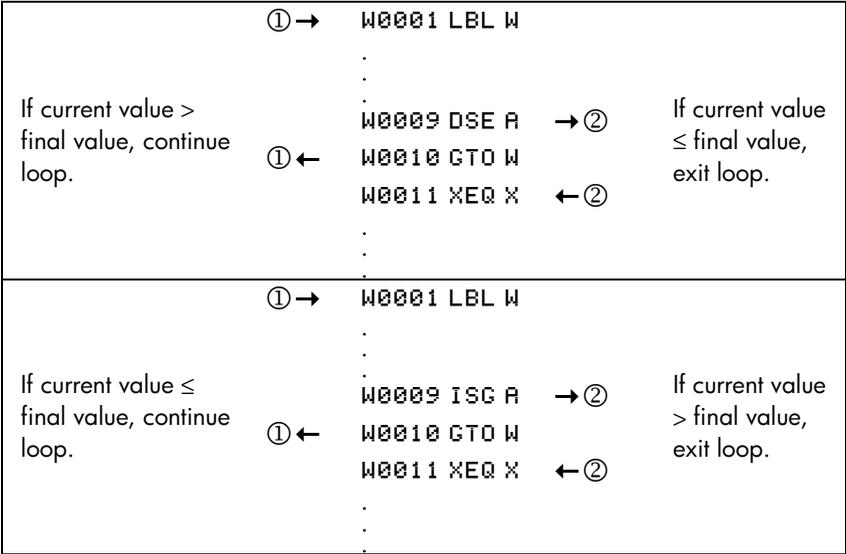 ①→ W0001 LBL W
.
.
.
If current value >
final value, continue
loop.
W0009 DSE A →②
①← W0010 GTO W
W0011 XEQ X ←②
If current value
≤ final value,
exit loop.
.
.
.
①→ W0001 LBL W
.
.
.
If current value ≤
final value, continue
loop.
W0009 ISG A →②
①← W0010 GTO W
W0011 XEQ X ←②
If current value
> final value,
exit loop.
.
.
.